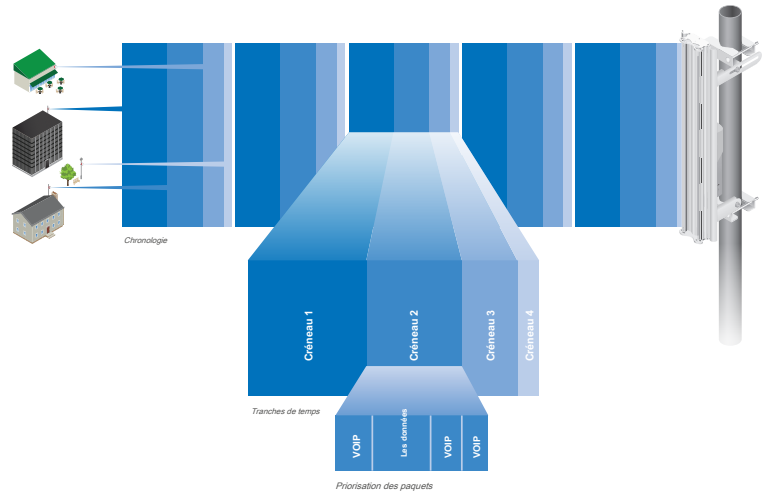 Chronologie
Créneau 1
Créneau 2
Créneau 3
Créneau 4
Tranches de temps
VOIP
Les données
VOIP
VOIP
Priorisation des paquets